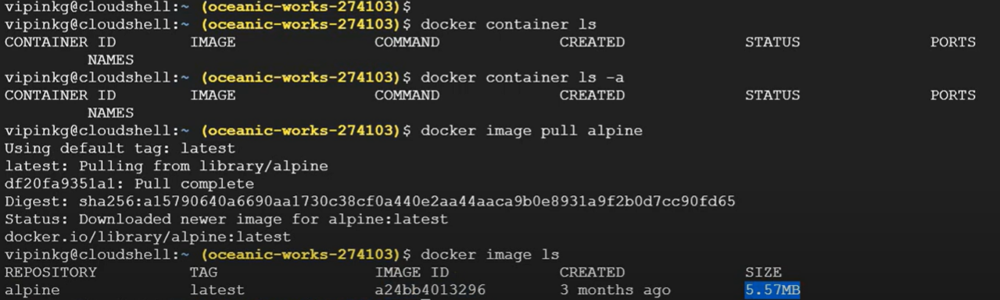 vipinkg@cloudshell:~ (oceanic-works-274103)$
vipinkg@cloudshell:~ (oceanic-works-274103)$ docker container ls
CONTAINER ID IMAGE COMMAND CREATED STATUS PORTS
NAMES
vipinkg@cloudshell:~ (oceanic-works-274103)$ docker container ls -a
CONTAINER ID IMAGE COMMAND CREATED STATUS PORTS
NAMES
vipinkg@cloudshell:~ (oceanic-works-274103)$ docker image pull alpine
Using default tag: latest
latest: Pulling from library/alpine
df20fa9351a1: Pull complete
Digest: sha256:a15790640a6690aa1730c38cf0a440e2aa44aaca9b0e8931a9f2b0d7cc90fd65
Status: Downloaded newer image for alpine:latest
docker.io/library/alpine:latest
vipinkg@cloudshell:~ (oceanic-works-274103)$ docker image ls
REPOSITORY TAG IMAGE ID CREATED SIZE
alpine latest a24bb4013296 3 months ago 5.57MB